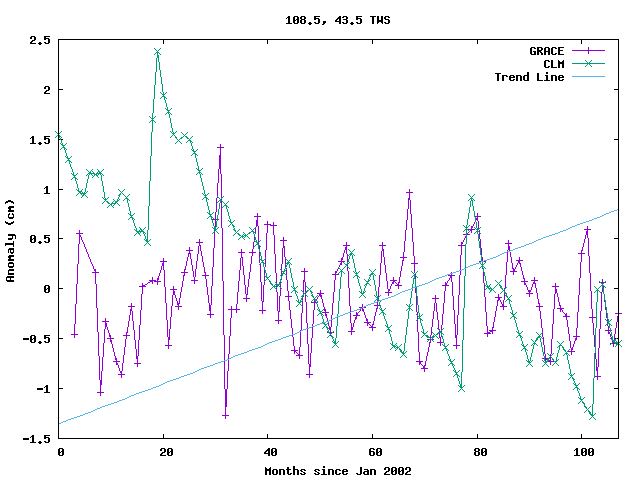 108.5, 43.5 TWS
GRACE
CLM
Trend Line
Anomaly (cm)
2.5
2
1.5
1
0.5
0
-0.5
-1
-1.5
0 20 40 60 80 100
Months since Jan 2002